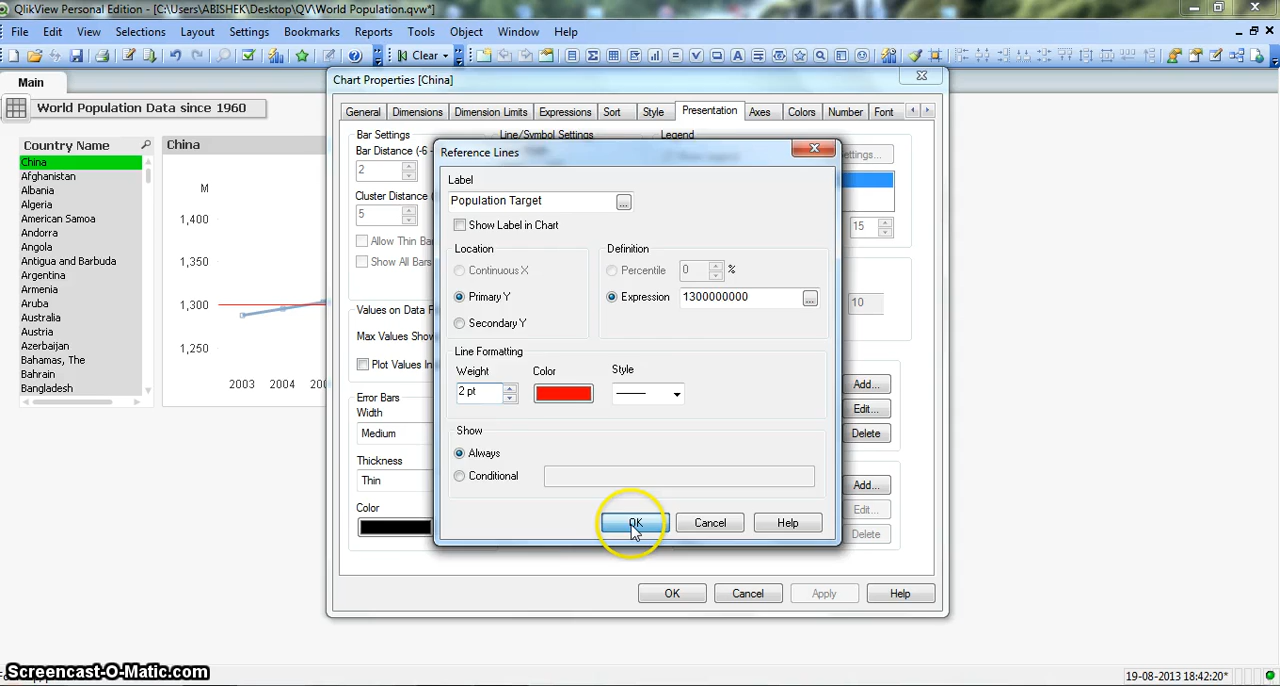 QlikView Personal Edition - [C:\Users\ABISHEK\Desktop\QV\World Population.qvw*]
File Edit View Selections Layout Settings Bookmarks Reports Tools Object Window Help
Clear
Main
World Population Data since 1960
Country Name
China
Afghanistan
Albania
Algeria
American Samoa
Andorra
Angola
Antigua and Barbuda
Argentina
Armenia
Aruba
Australia
Austria
Azerbaijan
Bahamas, The
Bahrain
Bangladesh
China
M
1,400
1,350
1,300
1,250
2003 2004
Chart Properties [China]
General Dimensions Dimension Limits Expressions Sort Style Presentation Axes Colors Number Font
Bar Settings
Line/Symbol Settings
Legend
Bar Distance (-6 -
2
Settings...
Cluster Distance (
5
15
Allow Thin Ba
Show All Bars
10
Values on Data P
Max Values Show
Plot Values In
Error Bars
Width
Medium
Thickness
Thin
Color
Add...
Edit...
Delete
Add...
Edit...
Delete
OK Cancel Apply Help
Reference Lines
Label
Population Target
...
Show Label in Chart
Location
Continuous X
Primary Y
Secondary Y
Definition
Percentile 0 %
Expression 1300000000 ...
Line Formatting
Weight Color Style
2 pt
Show
Always
Conditional
OK Cancel Help
Screencast-O-Matic.com
19-08-2013 18:42:20*